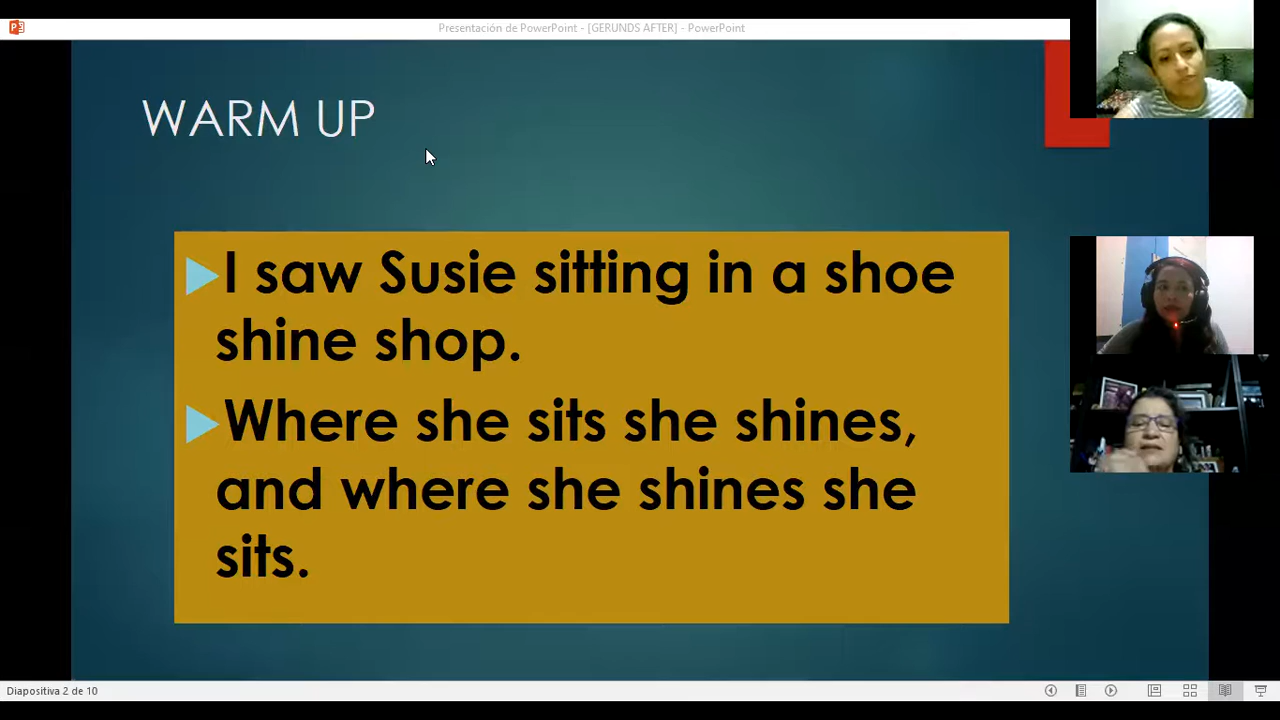 Presentación de PowerPoint - [GERUNDS AFTER] - PowerPoint
WARM UP
I saw Susie sitting in a shoe
shine shop.
Where she sits she shines,
and where she shines she
sits.
Diapositiva 2 de 10